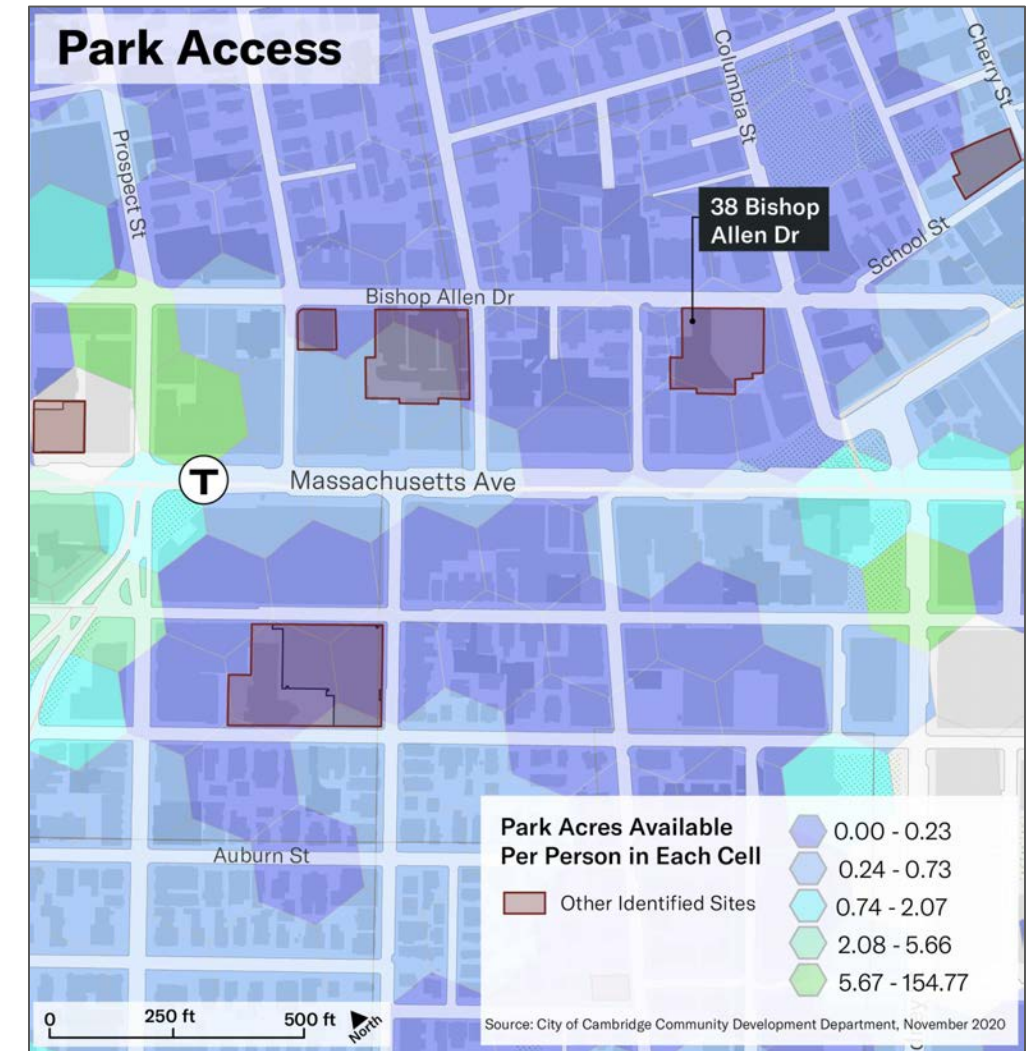 Park Access
Prospect St
Columbia St
Cherry St
38 Bishop
Allen Dr
School St
Bishop Allen Dr
T
Massachusetts Ave
Auburn St
Park Acres Available
Per Person in Each Cell
Other Identified Sites
0.00 - 0.23
0.24 - 0.73
0.74 - 2.07
2.08 - 5.66
5.67 - 154.77
0
250 ft
500 ft
North
Source: City of Cambridge Community Development Department, November 2020